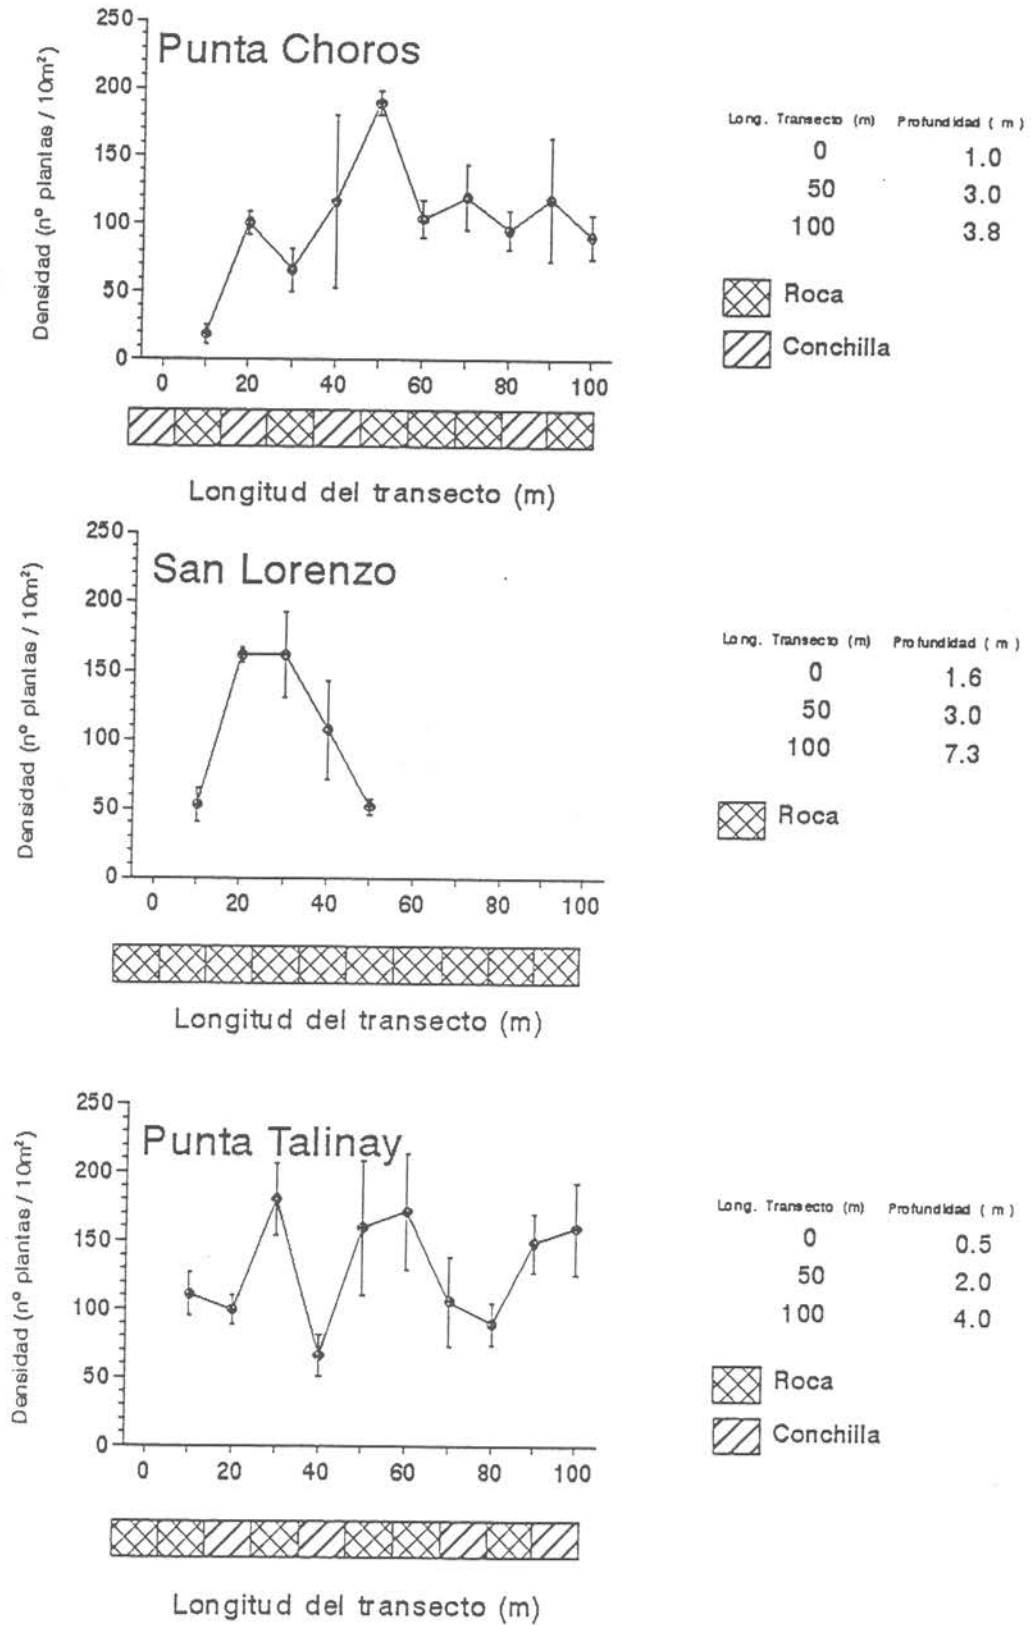 Punta Choros
Densidad (nº plantas / 10m²)
250
200
150
100
50
0
0 20 40 60 80 100
Longitud del transecto (m)
Long. Transecto (m) Profundidad ( m )
0 1.0
50 3.0
100 3.8
Roca
Conchilla
San Lorenzo
Densidad (nº plantas / 10m²)
250
200
150
100
50
0
0 20 40 60 80 100
Longitud del transecto (m)
Long. Transecto (m) Profundidad ( m )
0 1.6
50 3.0
100 7.3
Roca
Punta Talinay
Densidad (nº plantas / 10m²)
250
200
150
100
50
0
0 20 40 60 80 100
Longitud del transecto (m)
Long. Transecto (m) Profundidad ( m )
0 0.5
50 2.0
100 4.0
Roca
Conchilla